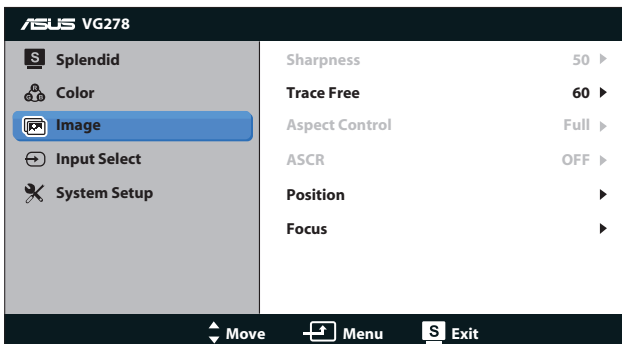 ASUS VG278
S Splendid
Color
Image
Input Select
System Setup
Sharpness 50
Trace Free 60
Aspect Control Full
ASCR OFF
Position
Focus
Move Menu S Exit